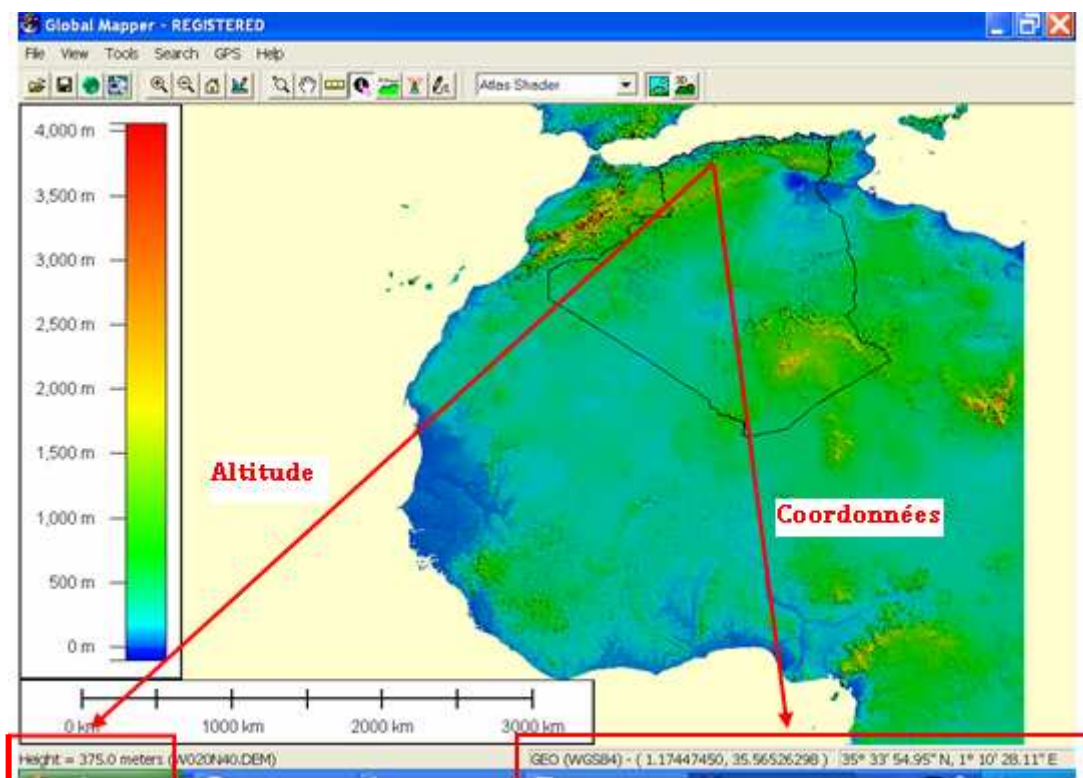 Global Mapper - REGISTERED
File View Tools Search GPS Help
Atlas Shader
4,000 m
3,500 m
3,000 m
2,500 m
2,000 m
1,500 m
1,000 m
500 m
0 m
Altitude
Coordonnées
0 km 1000 km 2000 km 3000 km
Height = 375.0 meters (W020N40.DEM) GEO (WGS84) - ( 1.17447450, 35.56526298 ) 35° 33' 54.95" N, 1° 10' 28.11" E